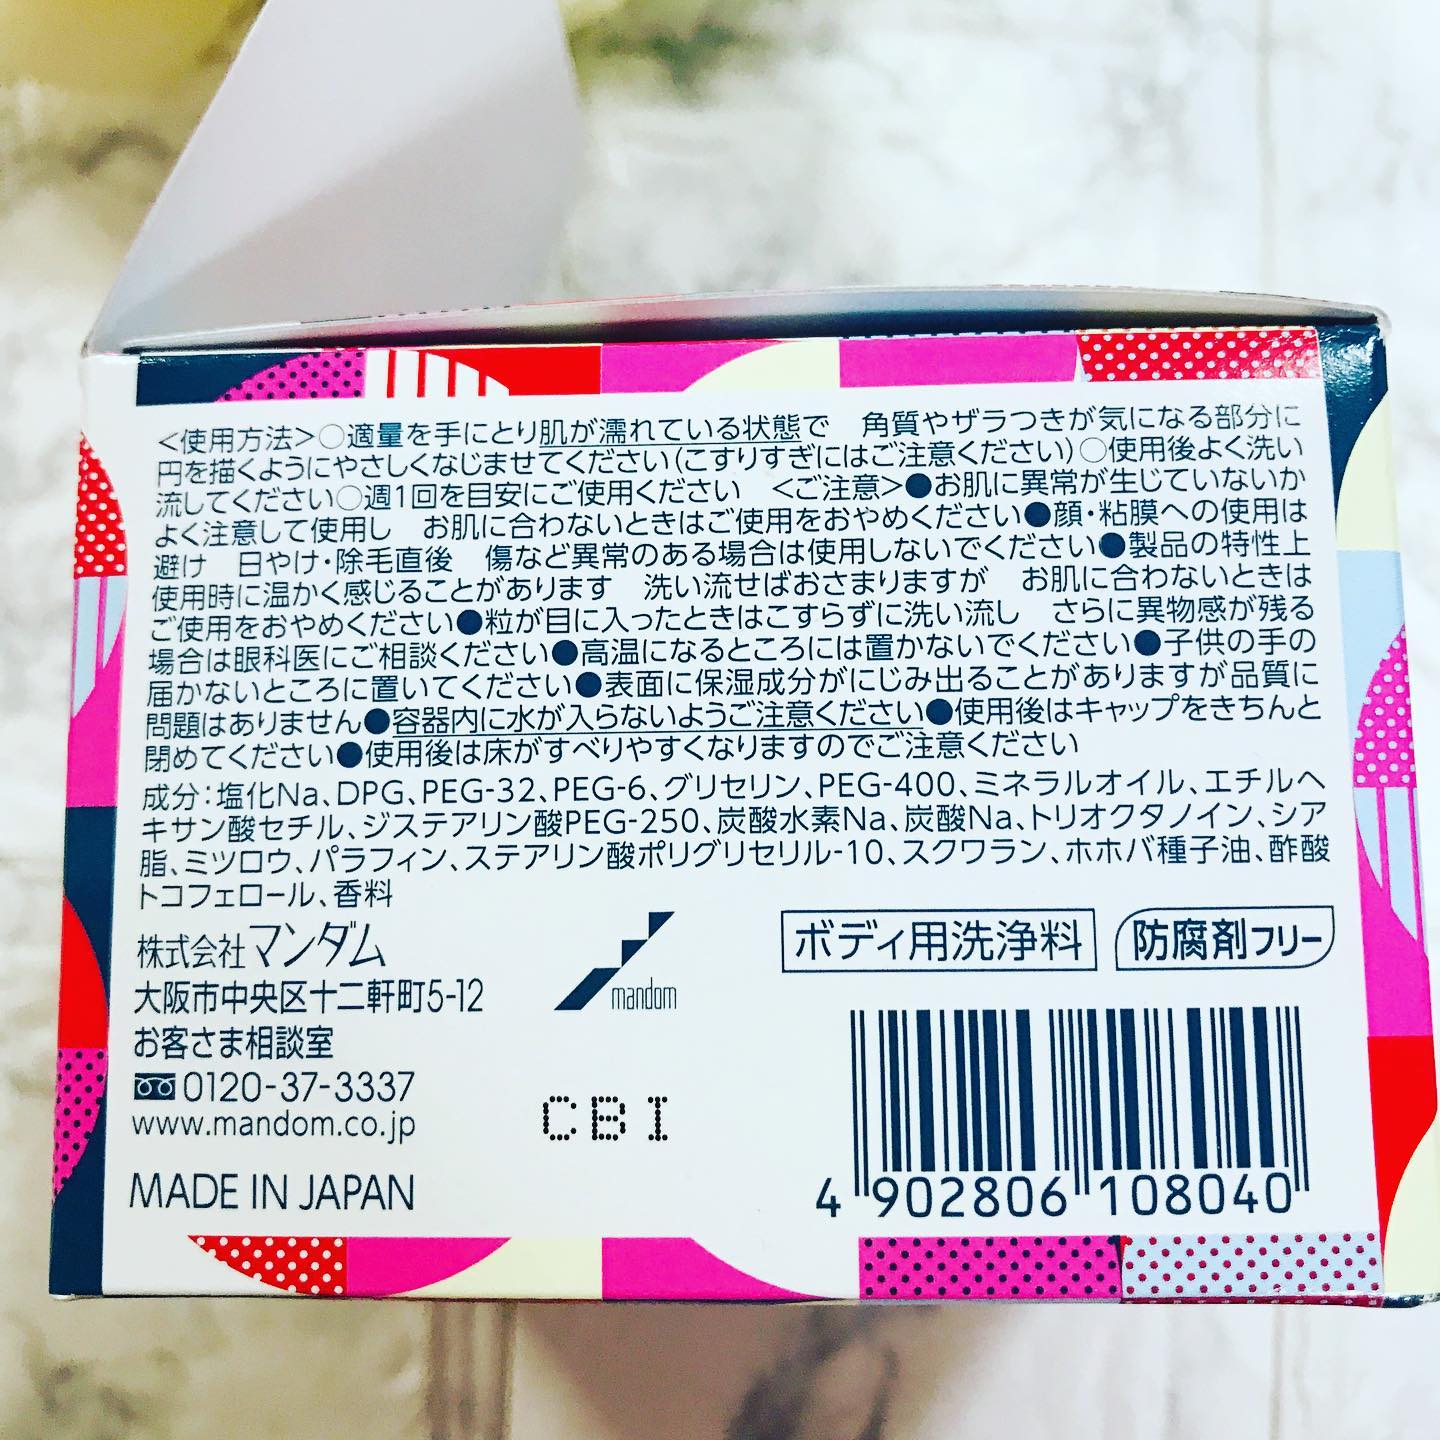 <使用方法>○適量を手にとり肌が濡れている状態で　角質やザラつきが気になる部分に
円を描くようにやさしくなじませてください(こすりすぎにはご注意ください)○使用後よく洗い
流してください○週1回を目安にご使用ください　<ご注意>●お肌に異常が生じていないか
よく注意して使用し　お肌に合わないときはご使用をおやめください●顔・粘膜への使用は
避け　日やけ・除毛直後　傷など異常のある場合は使用しないでください●製品の特性上
使用時に温かく感じることがあります　洗い流せばおさまりますが　お肌に合わないときは
ご使用をおやめください●粒が目に入ったときはこすらずに洗い流し　さらに異物感が残る
場合は眼科医にご相談ください●高温になるところには置かないでください●子供の手の
届かないところに置いてください●表面に保湿成分がにじみ出ることがありますが品質に
問題はありません●容器内に水が入らないようご注意ください●使用後はキャップをきちんと
閉めてください●使用後は床がすべりやすくなりますのでご注意ください
成分:塩化Na、DPG、PEG-32、PEG-6、グリセリン、PEG-400、ミネラルオイル、エチルヘ
キサン酸セチル、ジステアリン酸PEG-250、炭酸水素Na、炭酸Na、トリオクタノイン、シア
脂、ミツロウ、パラフィン、ステアリン酸ポリグリセリル-10、スクワラン、ホホバ種子油、酢酸
トコフェロール、香料
株式会社マンダム
大阪市中央区十二軒町5-12
お客さま相談室
0120-37-3337
www.mandom.co.jp
MADE IN JAPAN
mandom
CBI
ボディ用洗浄料
防腐剤フリー
4 902806 108040